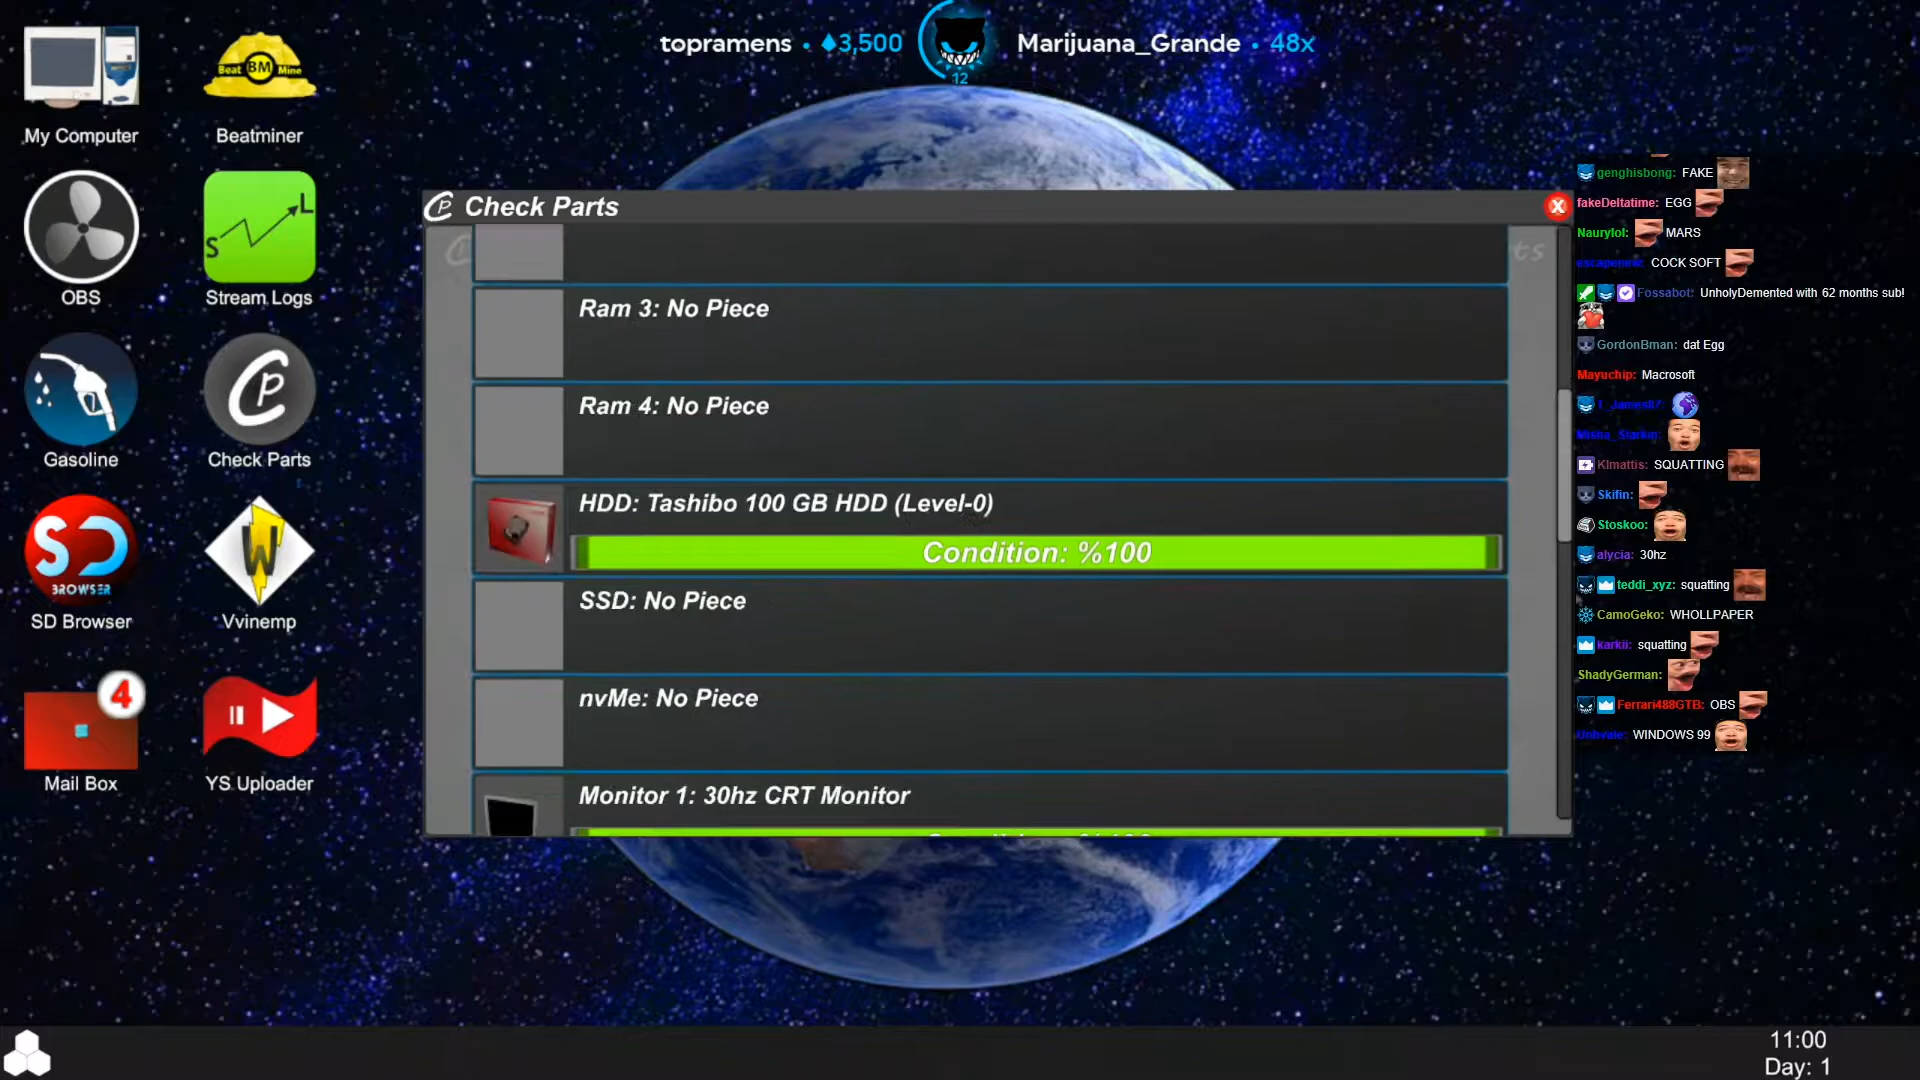 topramens • 3,500
12
Marijuana_Grande • 48x
My Computer
Beat BM Mine
Beatminer
OBS
S L
Stream Logs
Gasoline
CP
Check Parts
SD
BROWSER
SD Browser
W
Vvinemp
4
Mail Box
YS Uploader
CP Check Parts
X
ts
Ram 3: No Piece
Ram 4: No Piece
HDD: Tashibo 100 GB HDD (Level-0)
Condition: %100
SSD: No Piece
nvMe: No Piece
Monitor 1: 30hz CRT Monitor
genghisbong: FAKE
fakeDeltatime: EGG
Naurylol: MARS
COCK SOFT
Fossabot: UnholyDemented with 62 months sub!
GordonBman: dat Egg
Mayuchip: Macrosoft
Klmattis: SQUATTING
Skifin:
Stoskoo:
alycia: 30hz
teddi_xyz: squatting
CamoGeko: WHOLLPAPER
karkii: squatting
ShadyGerman:
Ferrari488GTB: OBS
WINDOWS 99
11:00
Day: 1